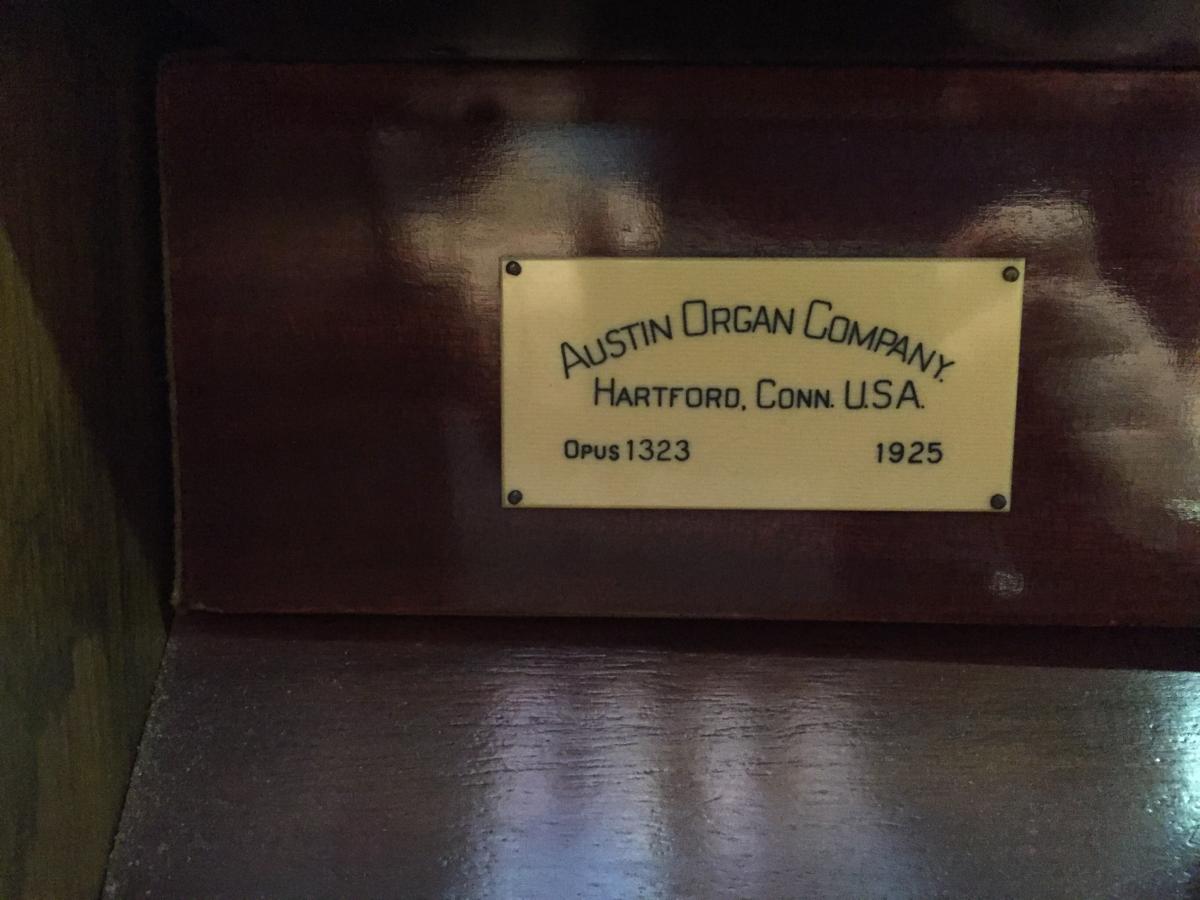 Austin Organ Company.
Hartford, Conn. U.S.A.
Opus 1323 1925